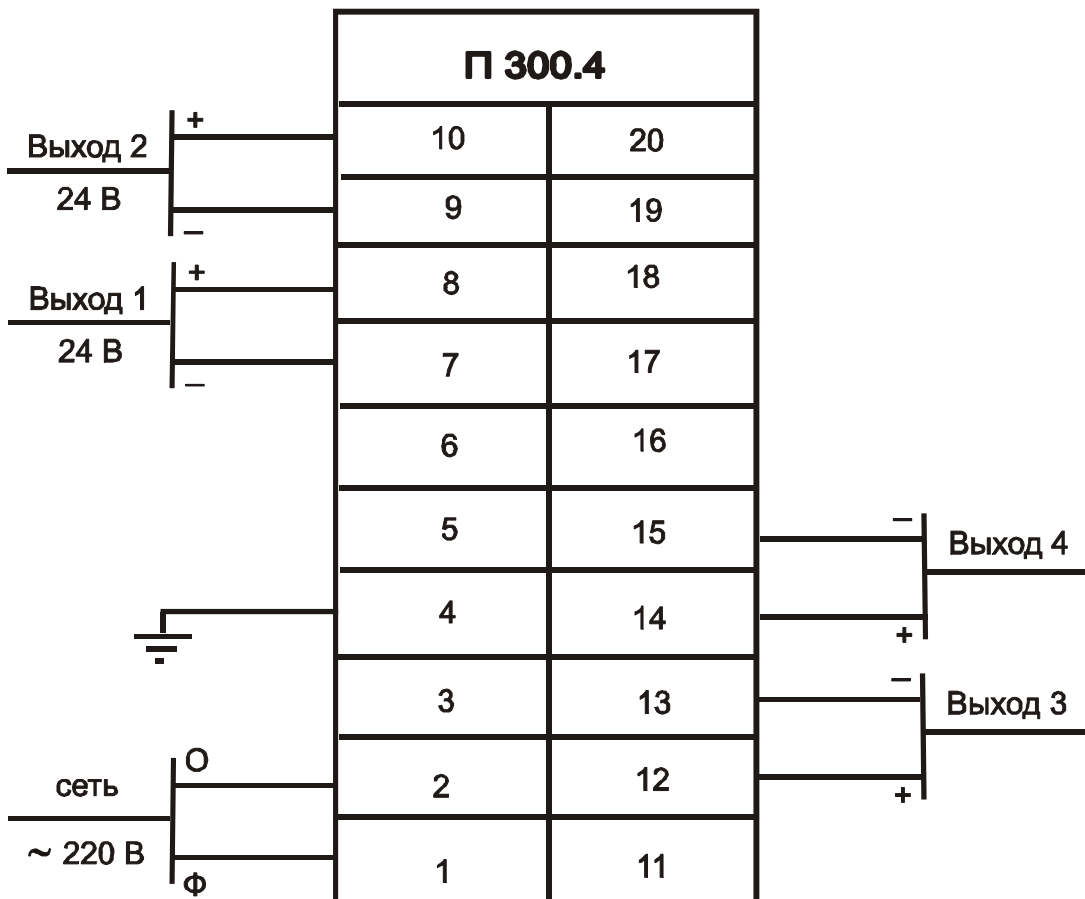 П 300.4
10 20
+
Выход 2
24 В
–
9 19
+
8 18
Выход 1
24 В
–
7 17
6 16
5 15
–
Выход 4
4 14
+
3 13
–
Выход 3
О
сеть
2 12
+
~ 220 В
Ф
1 11